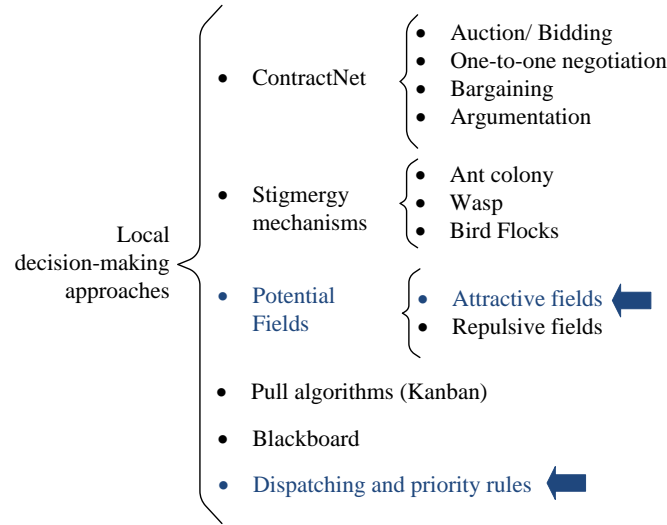 Local
decision-making
approaches
• ContractNet
• Auction/ Bidding
• One-to-one negotiation
• Bargaining
• Argumentation
• Stigmergy
mechanisms
• Ant colony
• Wasp
• Bird Flocks
• Potential
Fields
• Attractive fields
• Repulsive fields
• Pull algorithms (Kanban)
• Blackboard
• Dispatching and priority rules